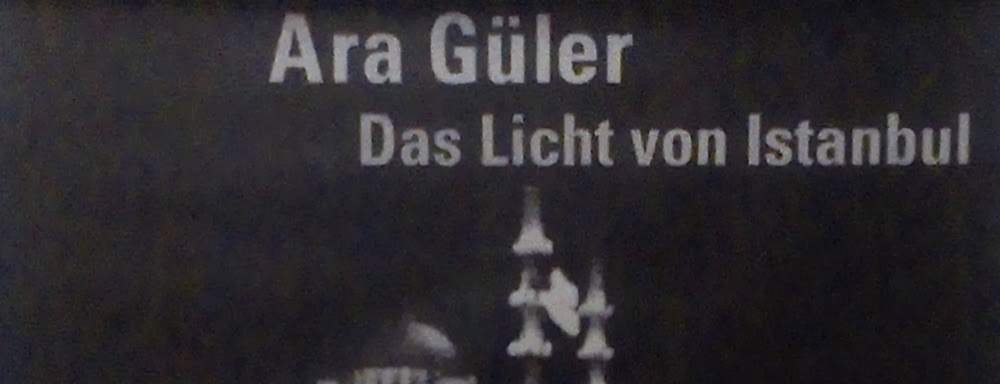 Ara Güler
Das Licht von Istanbul